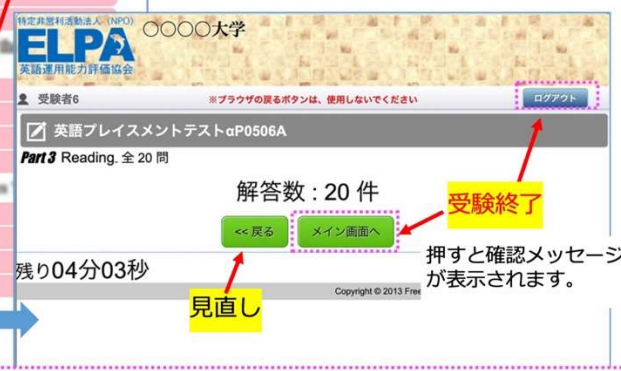 特定非営利活動法人 (NPO)
ELPA
英語運用能力評価協会
〇〇〇〇大学
受験者6
※ブラウザの戻るボタンは、使用しないでください
ログアウト
英語プレイスメントテストαP0506A
Part 3 Reading. 全 20 問
解答数 : 20 件
受験終了
<< 戻る
メイン画面へ
押すと確認メッセージ
が表示されます。
残り04分03秒
見直し
Copyright © 2013 Free